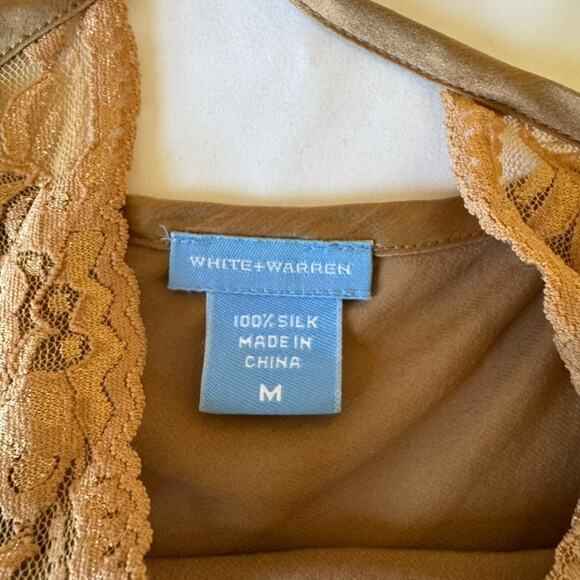 WHITE+WARREN
100% SILK
MADE IN
CHINA
M